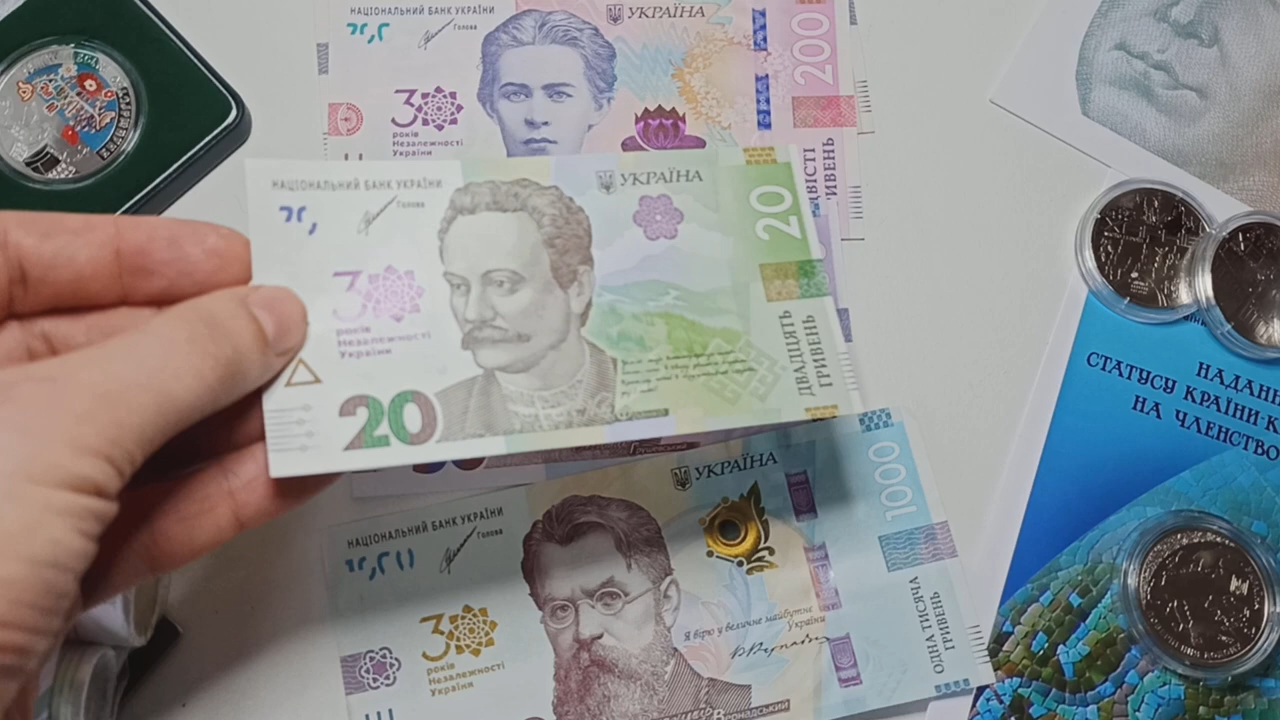 НАЦІОНАЛЬНИЙ БАНК УКРАЇНИ
Голова
УКРАЇНА
200
30
років
Незалежності
України
ДВІСТІ
ГРИВЕНЬ
НАЦІОНАЛЬНИЙ БАНК УКРАЇНИ
Голова
УКРАЇНА
20
30
років
Незалежності
України
20
ДВАДЦЯТЬ
ГРИВЕНЬ
Грушевський
НАЦІОНАЛЬНИЙ БАНК УКРАЇНИ
Голова
УКРАЇНА
1000
30
років
Незалежності
України
Я вірю у велике майбутнє
України
ОДНА ТИСЯЧА
ГРИВЕНЬ
Вернадський
СТАТУСУ
НА ЧЛЕНСТВО